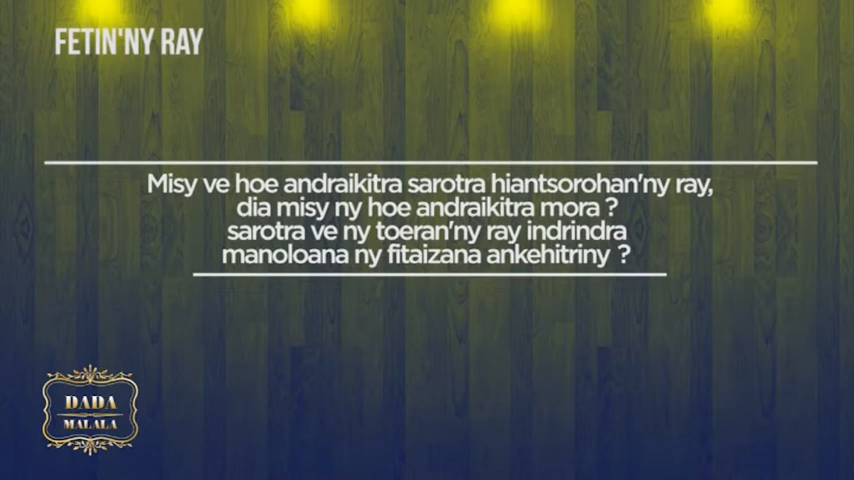 FETIN'NY RAY
Misy ve hoe andraikitra sarotra hiantsorohan'ny ray,
dia misy ny hoe andraikitra mora ?
sarotra ve ny toeran'ny ray indrindra
manoloana ny fitaizana ankehitriny ?
DADA
MALALA